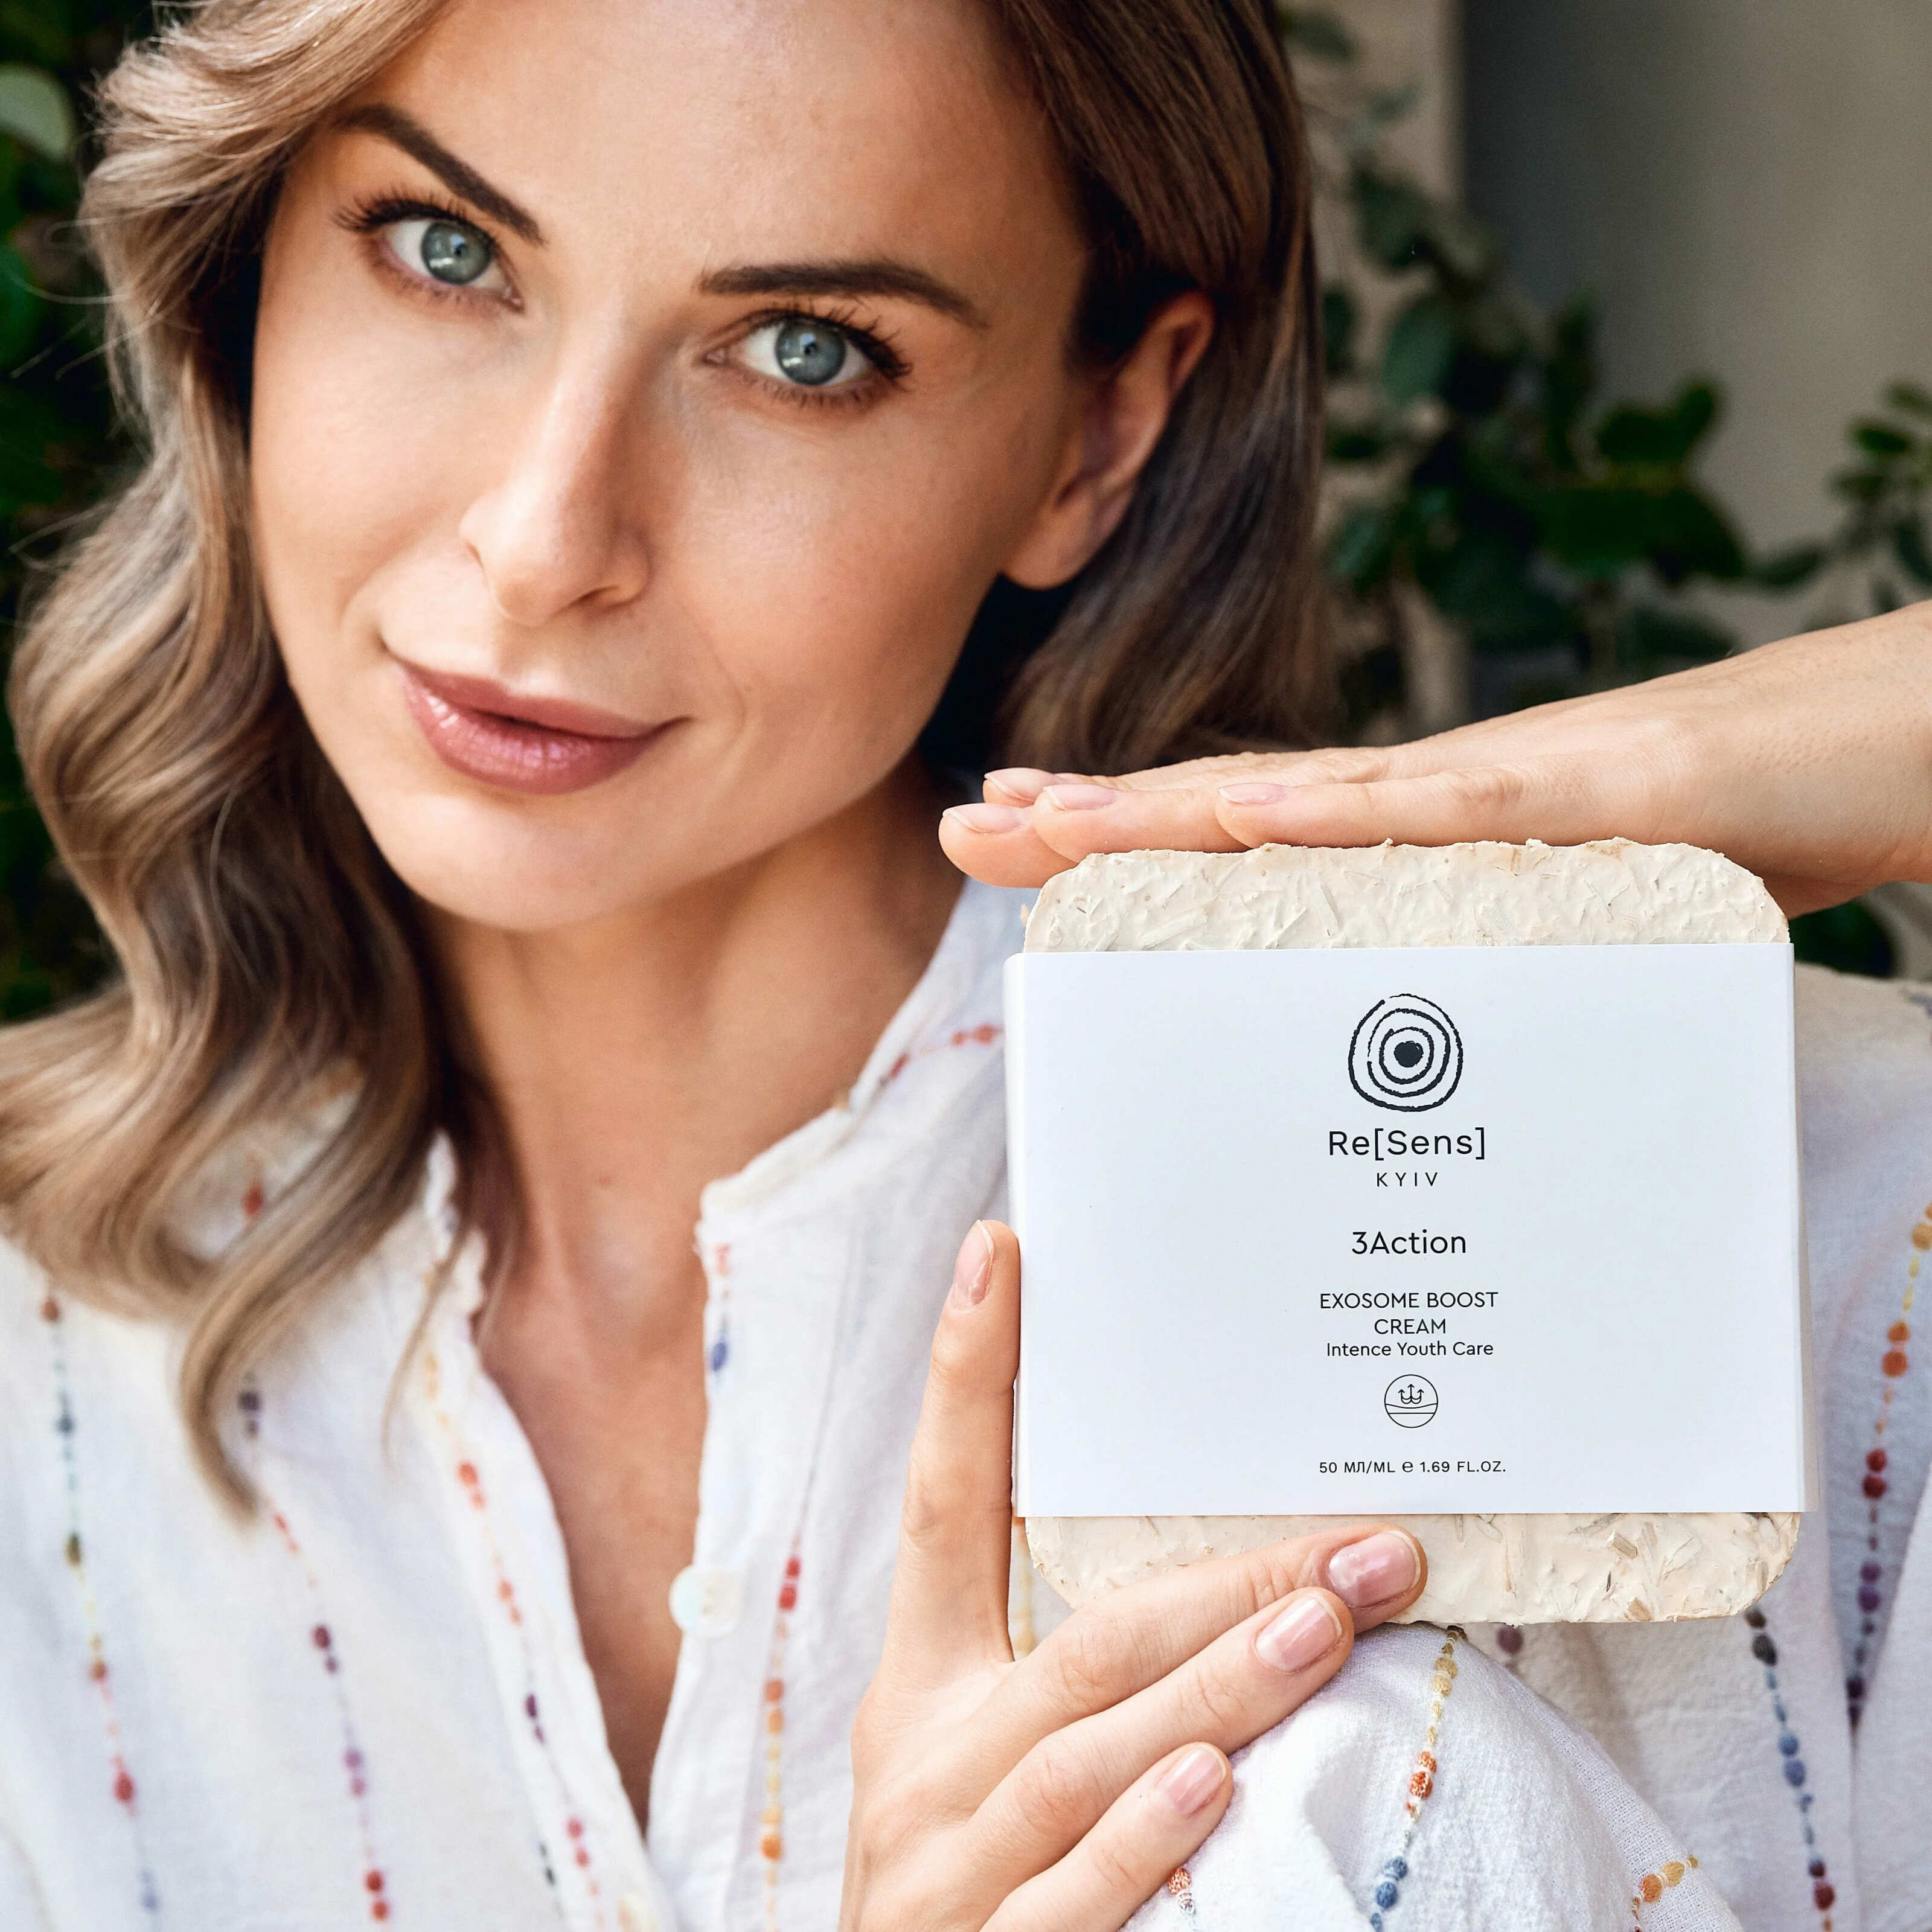 Re[Sens]
KYIV
3Action
EXOSOME BOOST
CREAM
Intence Youth Care
50 МЛ/ML ℮ 1.69 FL.OZ.